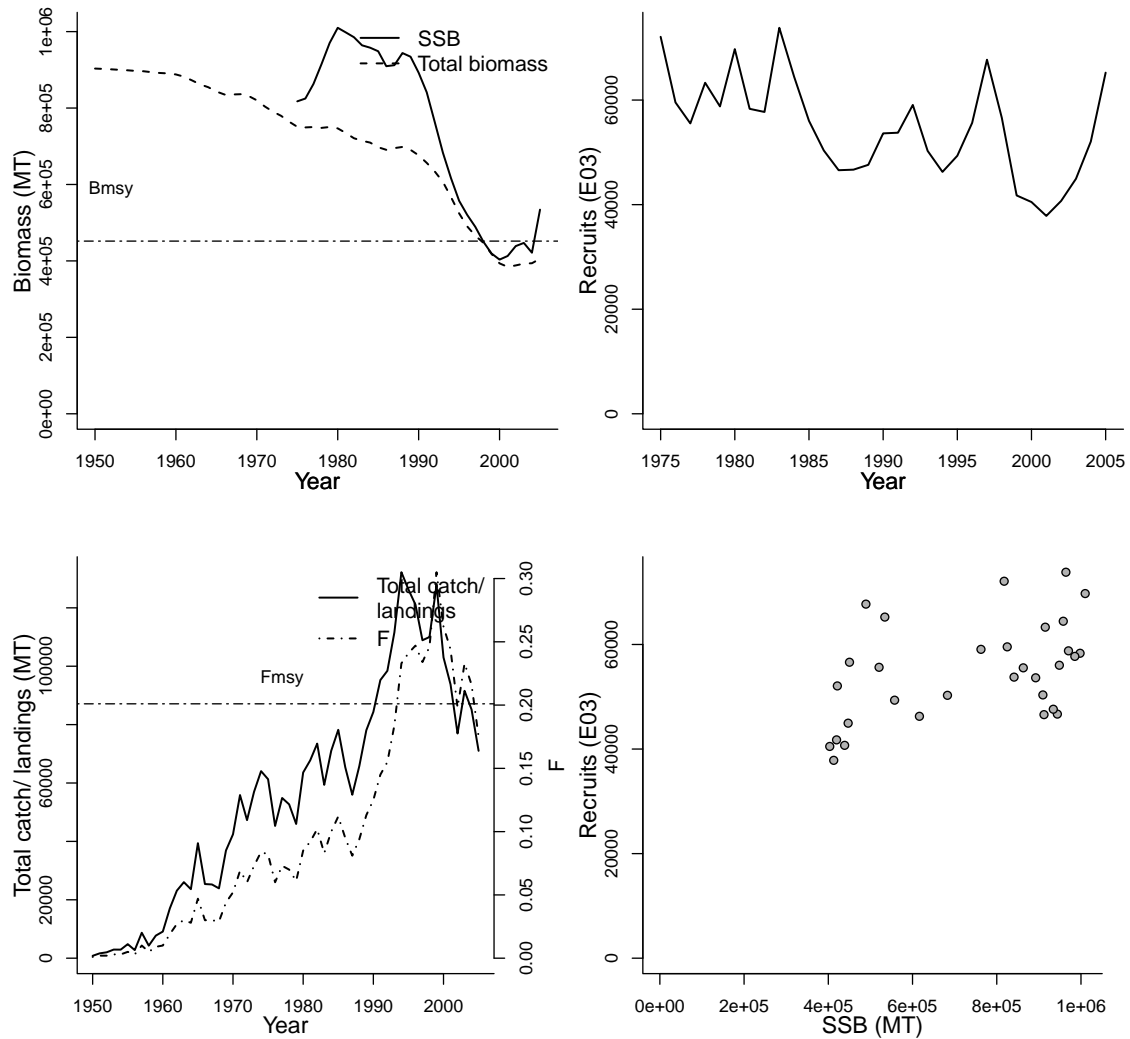 Biomass (MT)
0e+00 2e+05 4e+05 6e+05 8e+05 1e+06
SSB
Total biomass
Bmsy
1950 1960 1970 1980 1990 2000
Year
Recruits (E03)
0 20000 40000 60000
1975 1980 1985 1990 1995 2000 2005
Year
Total catch/ landings (MT)
0 20000 60000 100000
Total catch/
landings
F
Fmsy
0.00 0.05 0.10 0.15 0.20 0.25 0.30
F
1950 1960 1970 1980 1990 2000
Year
Recruits (E03)
0 20000 40000 60000
0e+00 2e+05 4e+05 6e+05 8e+05 1e+06
SSB (MT)